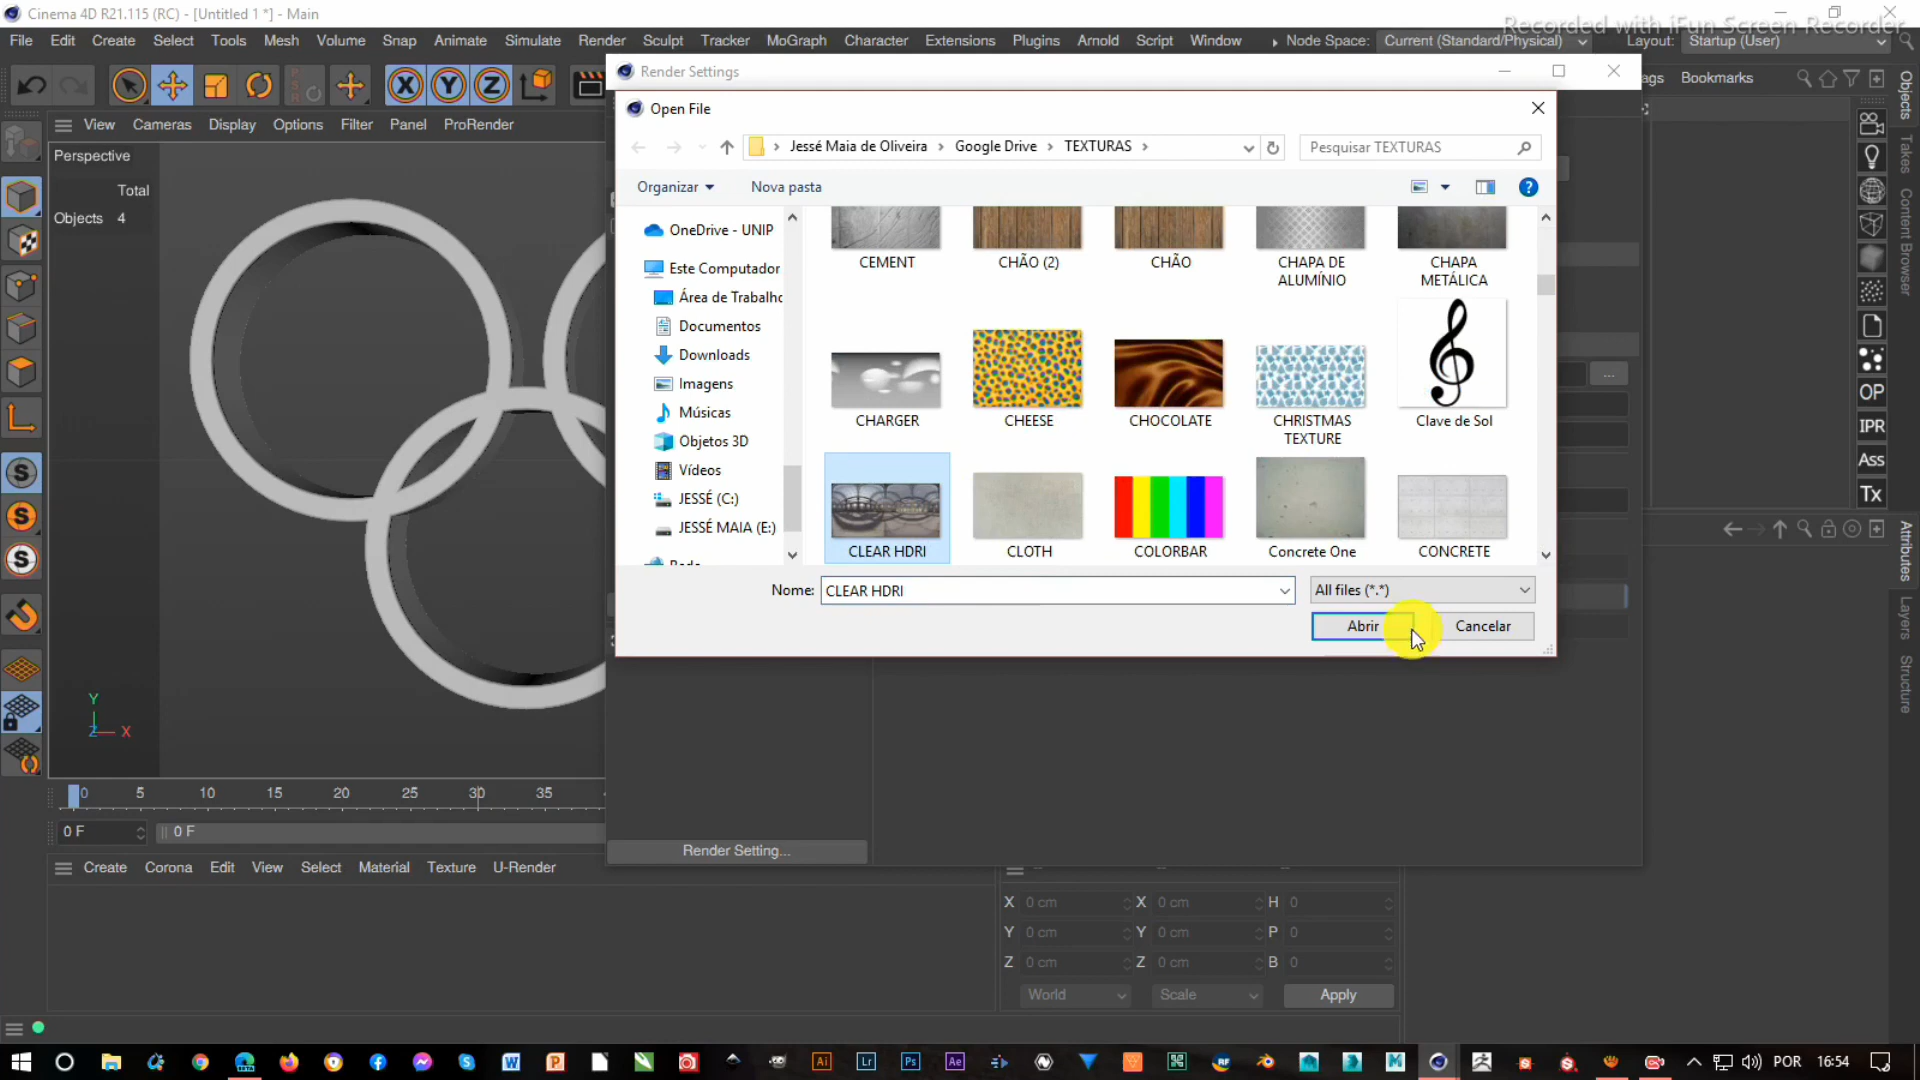 Cinema 4D R21.115 (RC) - [Untitled 1 *] - Main
Recorded with iFun Screen Recorder
File Edit Create Select Tools Mesh Volume Snap Animate Simulate Render Sculpt Tracker MoGraph Character Extensions Plugins Arnold Script Window Node Space: Current (Standard/Physical) Layout: Startup (User)
Render Settings
ags Bookmarks
X Y Z
View Cameras Display Options Filter Panel ProRender
Open File
Perspective
Total
Objects 4
Jessé Maia de Oliveira Google Drive TEXTURAS
Pesquisar TEXTURAS
Organizar Nova pasta
OneDrive - UNIP
Este Computador
Área de Trabalho
Documentos
Downloads
Imagens
Músicas
Objetos 3D
Vídeos
JESSÉ (C:)
JESSÉ MAIA (E:)
CEMENT
CHÃO (2)
CHÃO
CHAPA DE ALUMÍNIO
CHAPA METÁLICA
CHARGER
CHEESE
CHOCOLATE
CHRISTMAS TEXTURE
Clave de Sol
CLEAR HDRI
CLOTH
COLORBAR
Concrete One
CONCRETE
Nome: CLEAR HDRI
All files (*.*)
Abrir Cancelar
...
OP
IPR
Ass
Tx
Objects
Takes
Content Browser
Attributes
Layers
Structure
S
S
S
Y
Z X
0 5 10 15 20 25 30 35
0 F 0 F
Render Setting...
Create Corona Edit View Select Material Texture U-Render
X 0 cm X 0 cm H 0
Y 0 cm Y 0 cm P 0
Z 0 cm Z 0 cm B 0
World Scale Apply
Ai Lr Ps Ae
POR 16:54